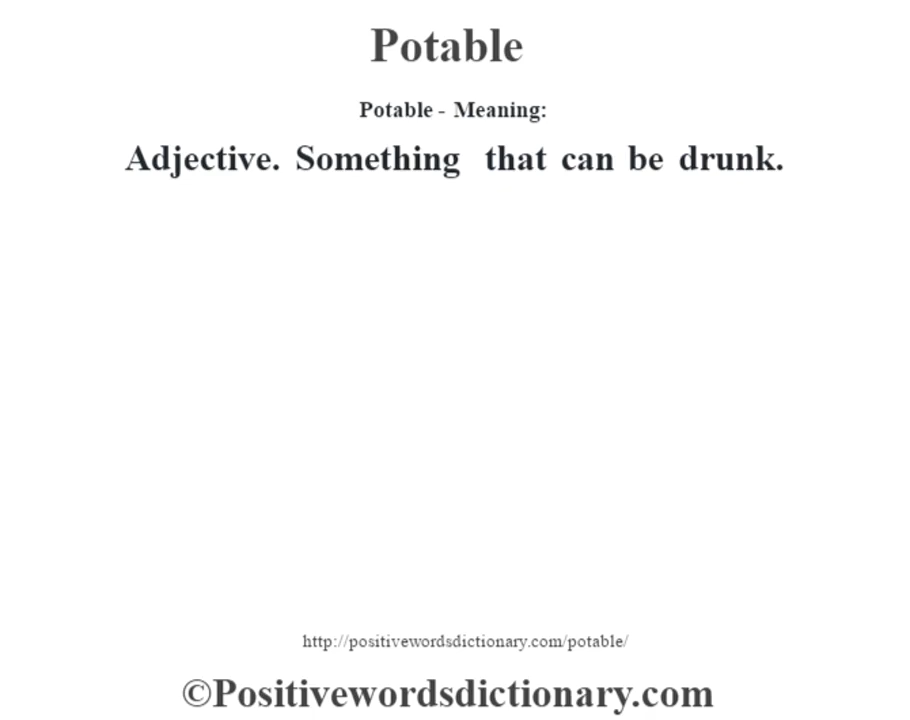 Potable
Potable - Meaning:
Adjective. Something that can be drunk.
http://positivewordsdictionary.com/potable/
©Positivewordsdictionary.com